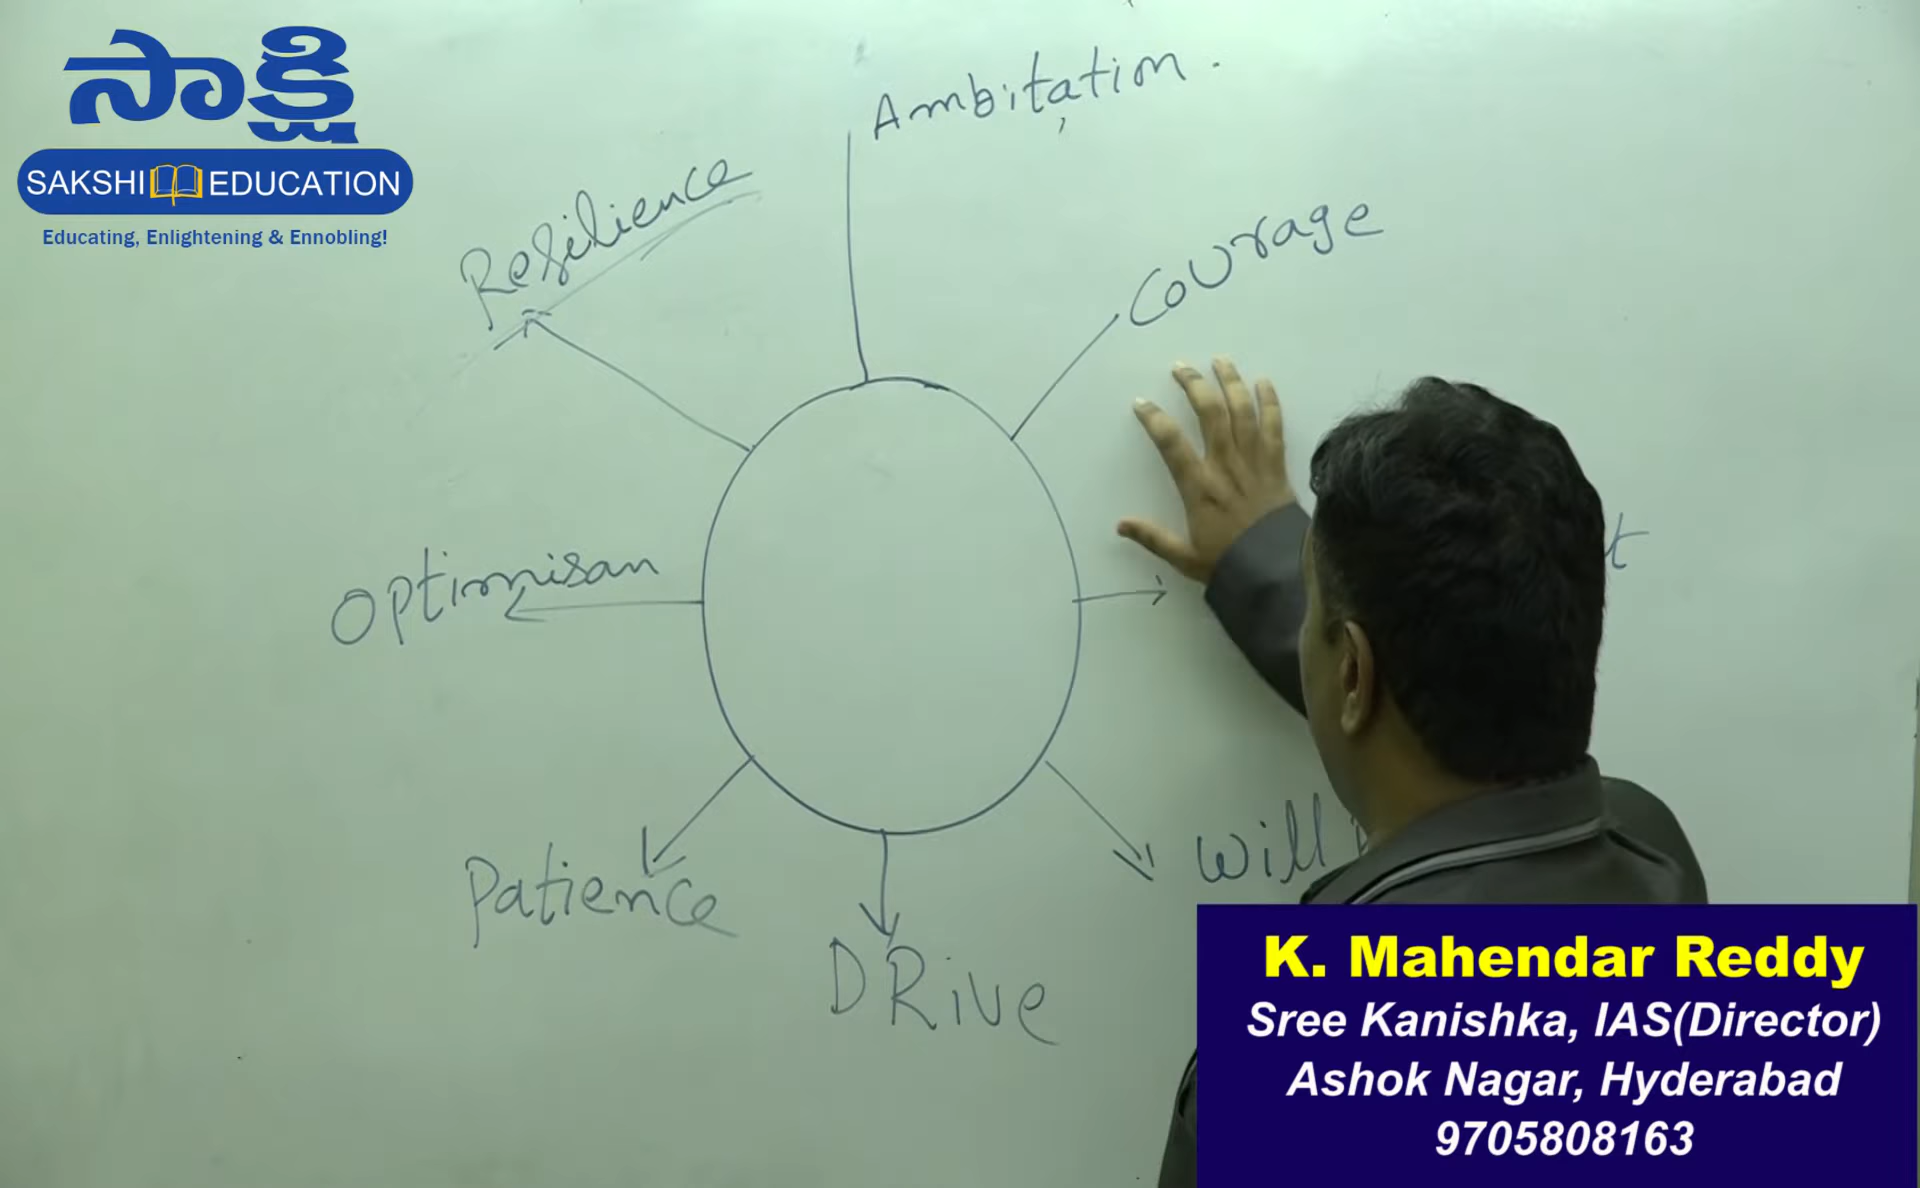 సాక్షి
SAKSHI EDUCATION
Educating, Enlightening & Ennobling!
Ambitation.
Resilience
Courage
Optimisan
Will
Patience
DRive
K. Mahendar Reddy
Sree Kanishka, IAS(Director)
Ashok Nagar, Hyderabad
9705808163